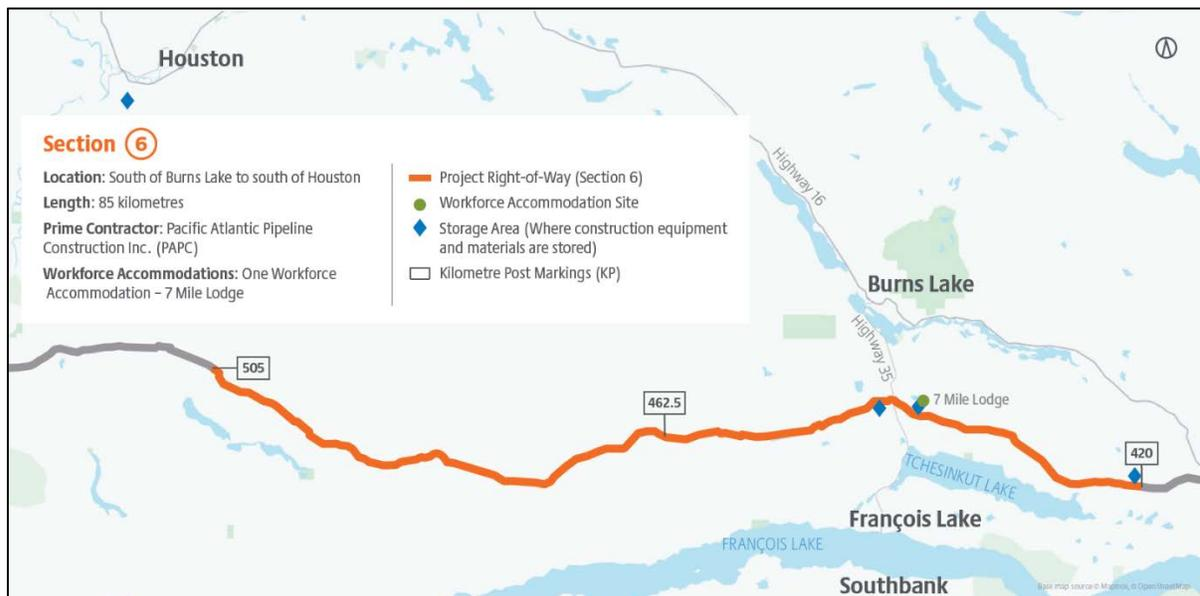 Houston
Section 6
Location: South of Burns Lake to south of Houston
Length: 85 kilometres
Prime Contractor: Pacific Atlantic Pipeline
Construction Inc. (PAPC)
Workforce Accommodations: One Workforce
Accommodation – 7 Mile Lodge
Project Right-of-Way (Section 6)
Workforce Accommodation Site
Storage Area (Where construction equipment
and materials are stored)
Kilometre Post Markings (KP)
Highway 16
Burns Lake
Highway 35
505
462.5
7 Mile Lodge
420
TCHESINKUT LAKE
François Lake
FRANÇOIS LAKE
Southbank
Base map source © Mapbox, © OpenStreetMap